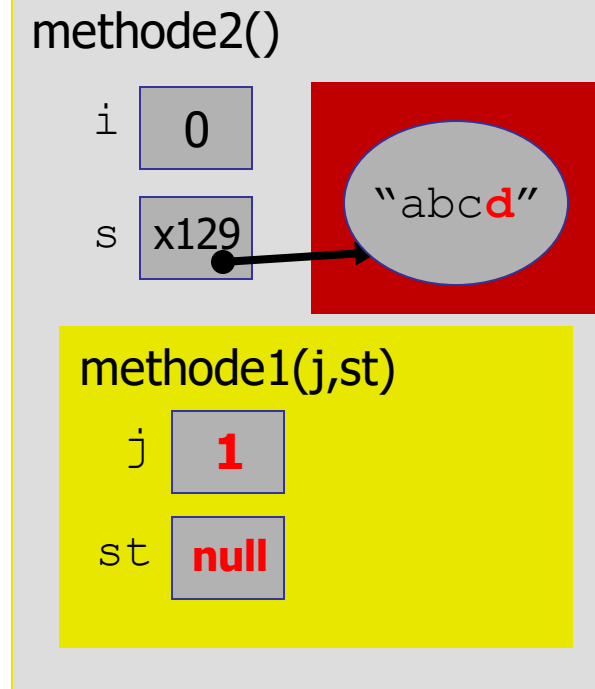 methode2()
i 0
s x129
“abcd”
methode1(j,st)
j 1
st null